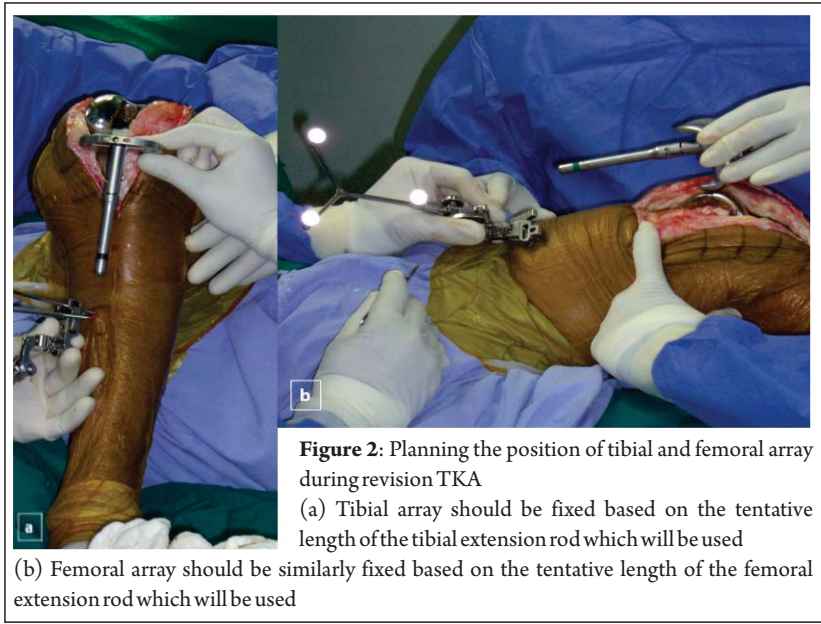 a
b
Figure 2: Planning the position of tibial and femoral array
during revision TKA
(a) Tibial array should be fixed based on the tentative
length of the tibial extension rod which will be used
(b) Femoral array should be similarly fixed based on the tentative length of the femoral
extension rod which will be used